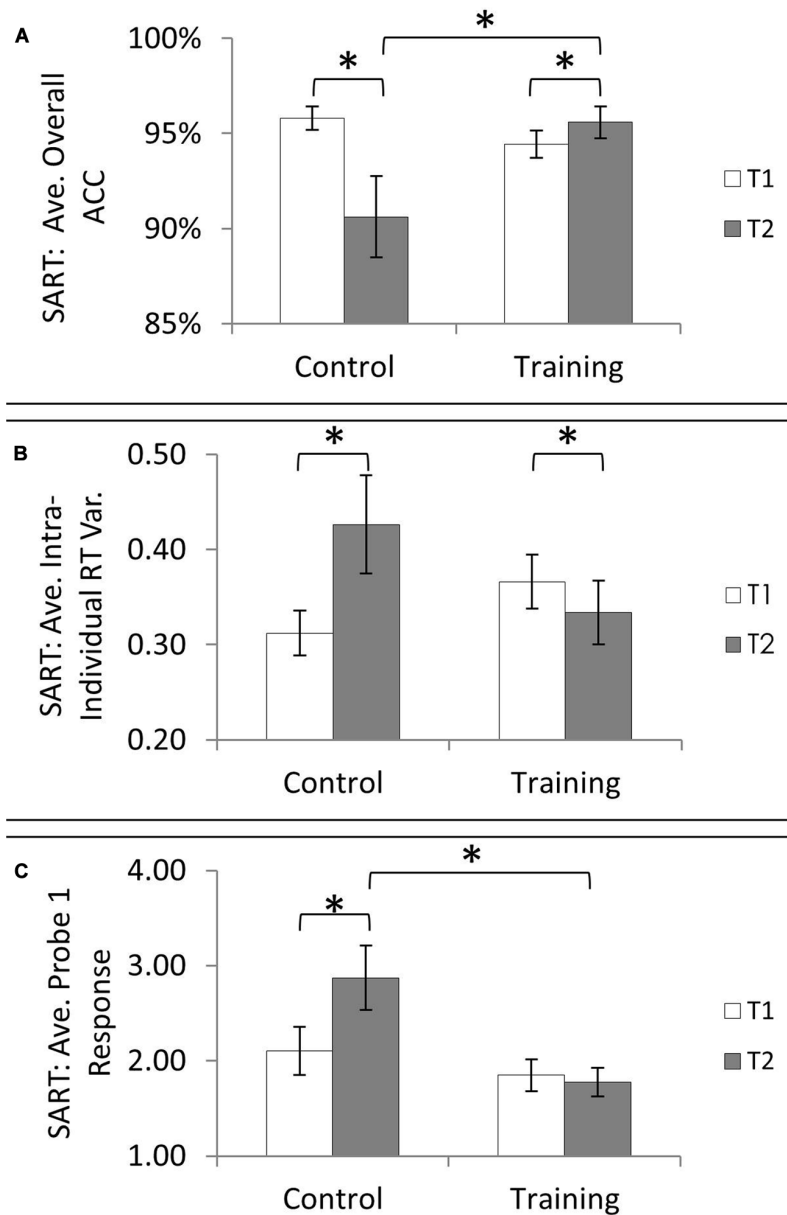 A
SART: Ave. Overall
ACC
100%
95%
90%
85%
*
*
*
Control
Training
T1
T2
B
SART: Ave. Intra-
Individual RT Var.
0.50
0.40
0.30
0.20
*
*
Control
Training
T1
T2
C
SART: Ave. Probe 1
Response
4.00
3.00
2.00
1.00
*
*
Control
Training
T1
T2